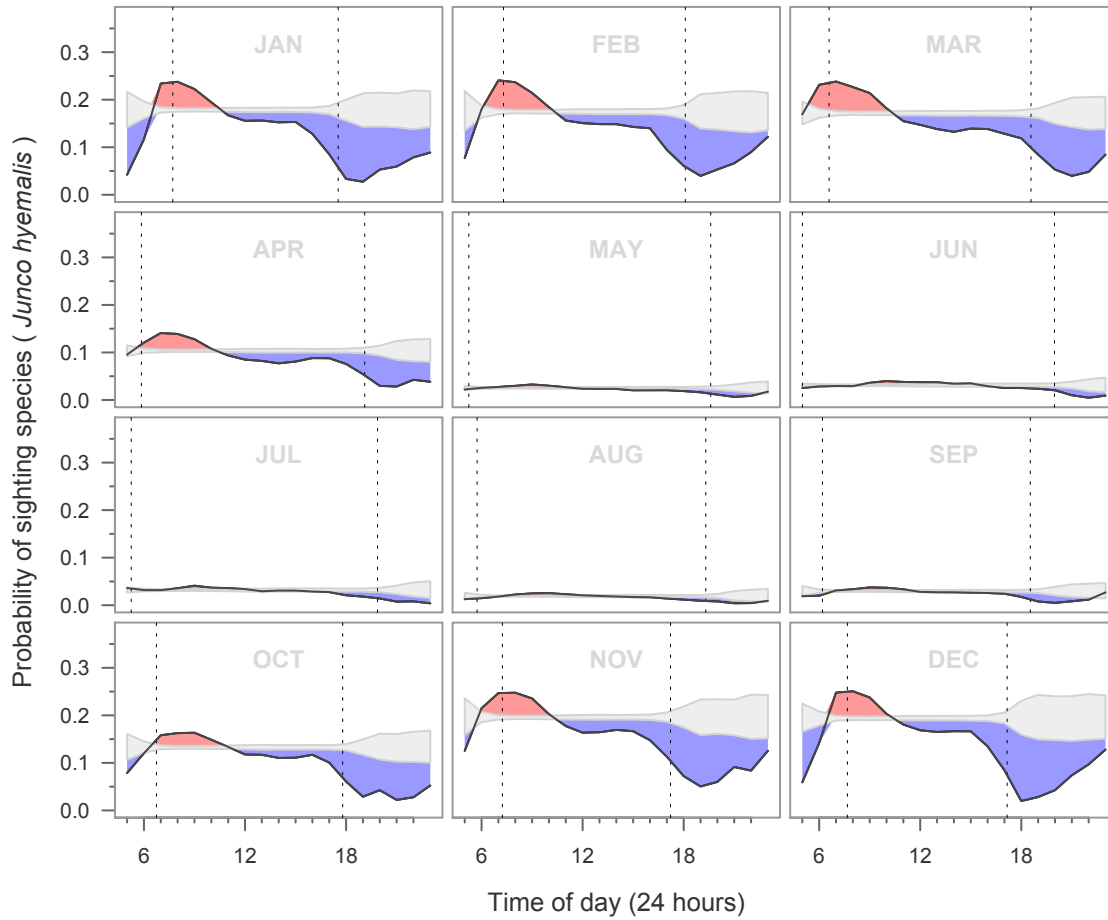 Probability of sighting species ( Junco hyemalis )
JAN
FEB
MAR
0.3
0.2
0.1
0.0
APR
MAY
JUN
0.3
0.2
0.1
0.0
JUL
AUG
SEP
0.3
0.2
0.1
0.0
OCT
NOV
DEC
0.3
0.2
0.1
0.0
6 18 6 18 6 18
12 12 12
Time of day (24 hours)